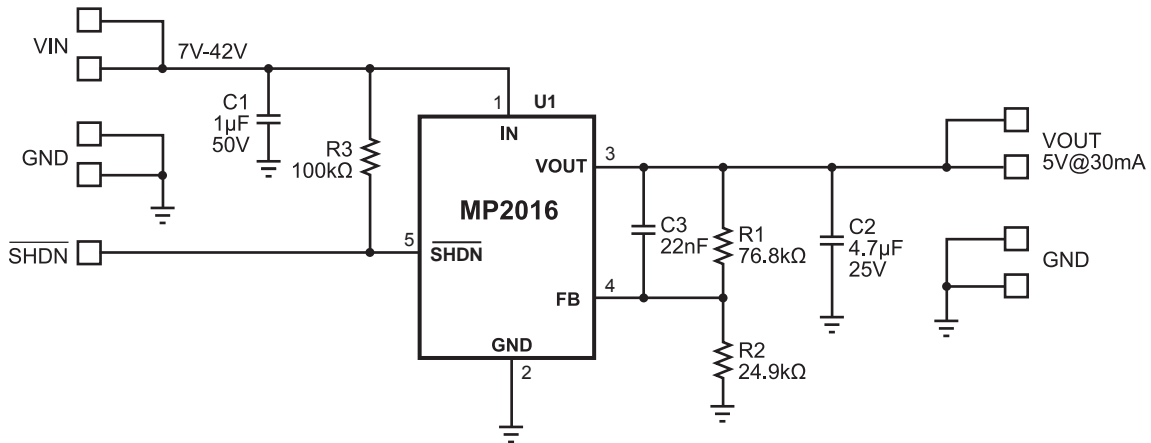 VIN
7V-42V
C1
1µF
50V
R3
100kΩ
GND
SHDN
1
U1
IN
VOUT
3
MP2016
5
SHDN
FB
4
GND
2
C3
22nF
R1
76.8kΩ
C2
4.7µF
25V
R2
24.9kΩ
VOUT
5V@30mA
GND